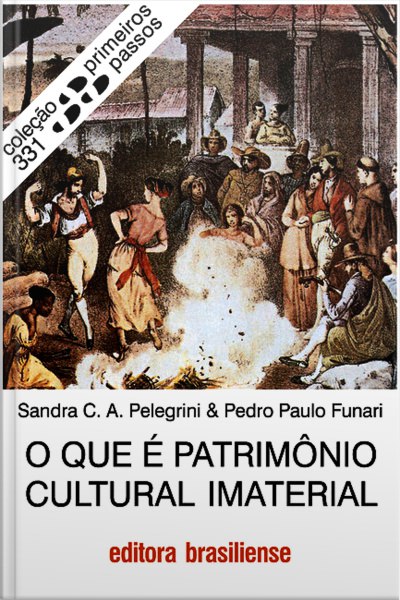 coleção
primeiros
passos
331
Sandra C. A. Pelegrini & Pedro Paulo Funari
O QUE É PATRIMÔNIO
CULTURAL IMATERIAL
editora brasiliense